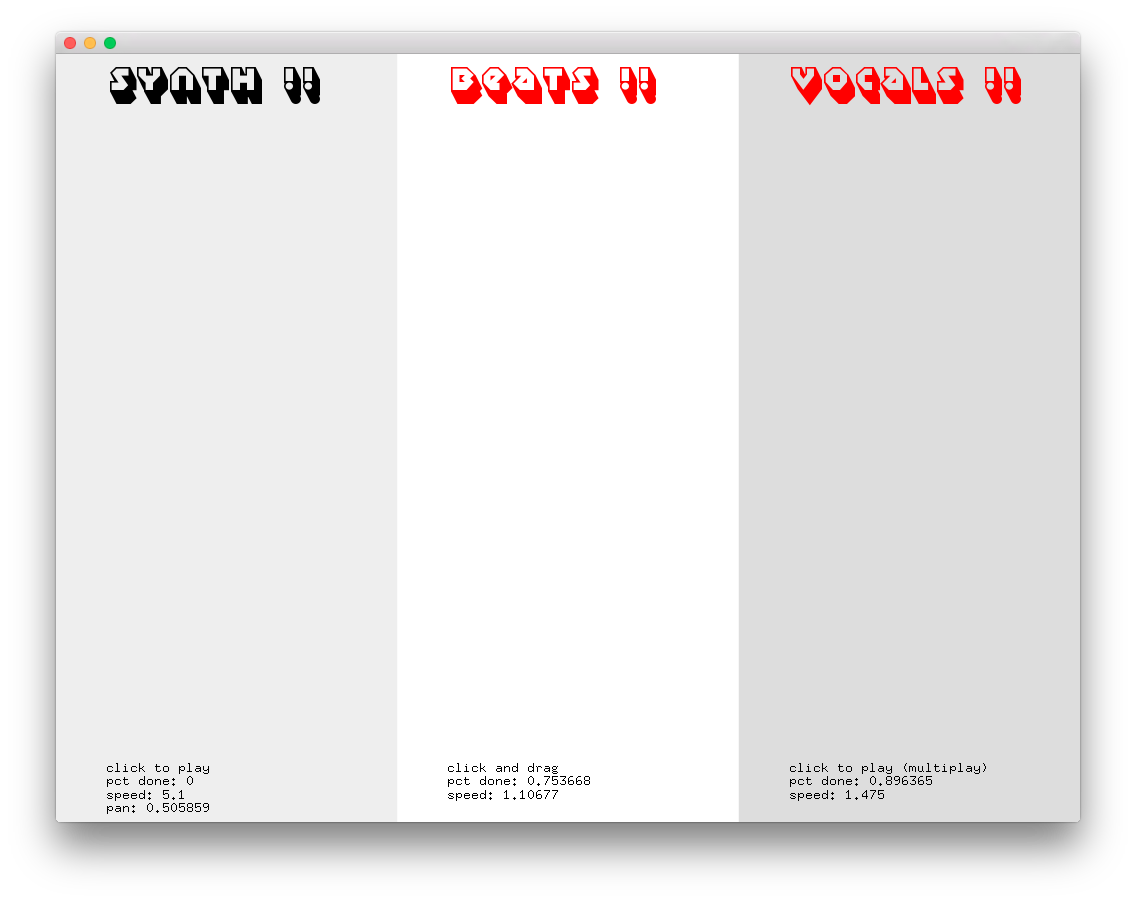 SYNTH !!
BeaTS !!
VOCaLS !!
click to play
pct done: 0
speed: 5.1
pan: 0.505859
click and drag
pct done: 0.753668
speed: 1.10677
click to play (multiplay)
pct done: 0.896365
speed: 1.475